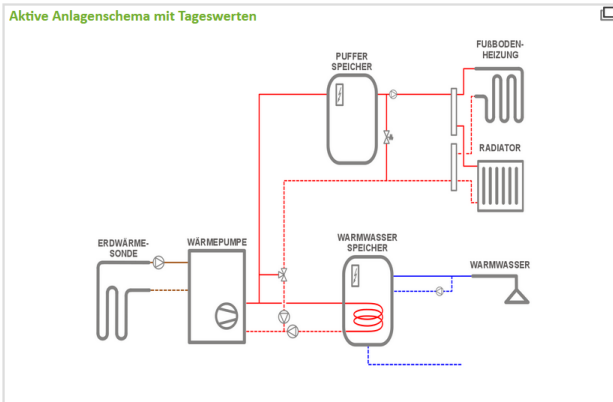 Aktive Anlagenschema mit Tageswerten
PUFFER
SPEICHER
FUßBODEN-
HEIZUNG
RADIATOR
ERDWÄRME-
SONDE
WÄRMEPUMPE
WARMWASSER
SPEICHER
WARMWASSER